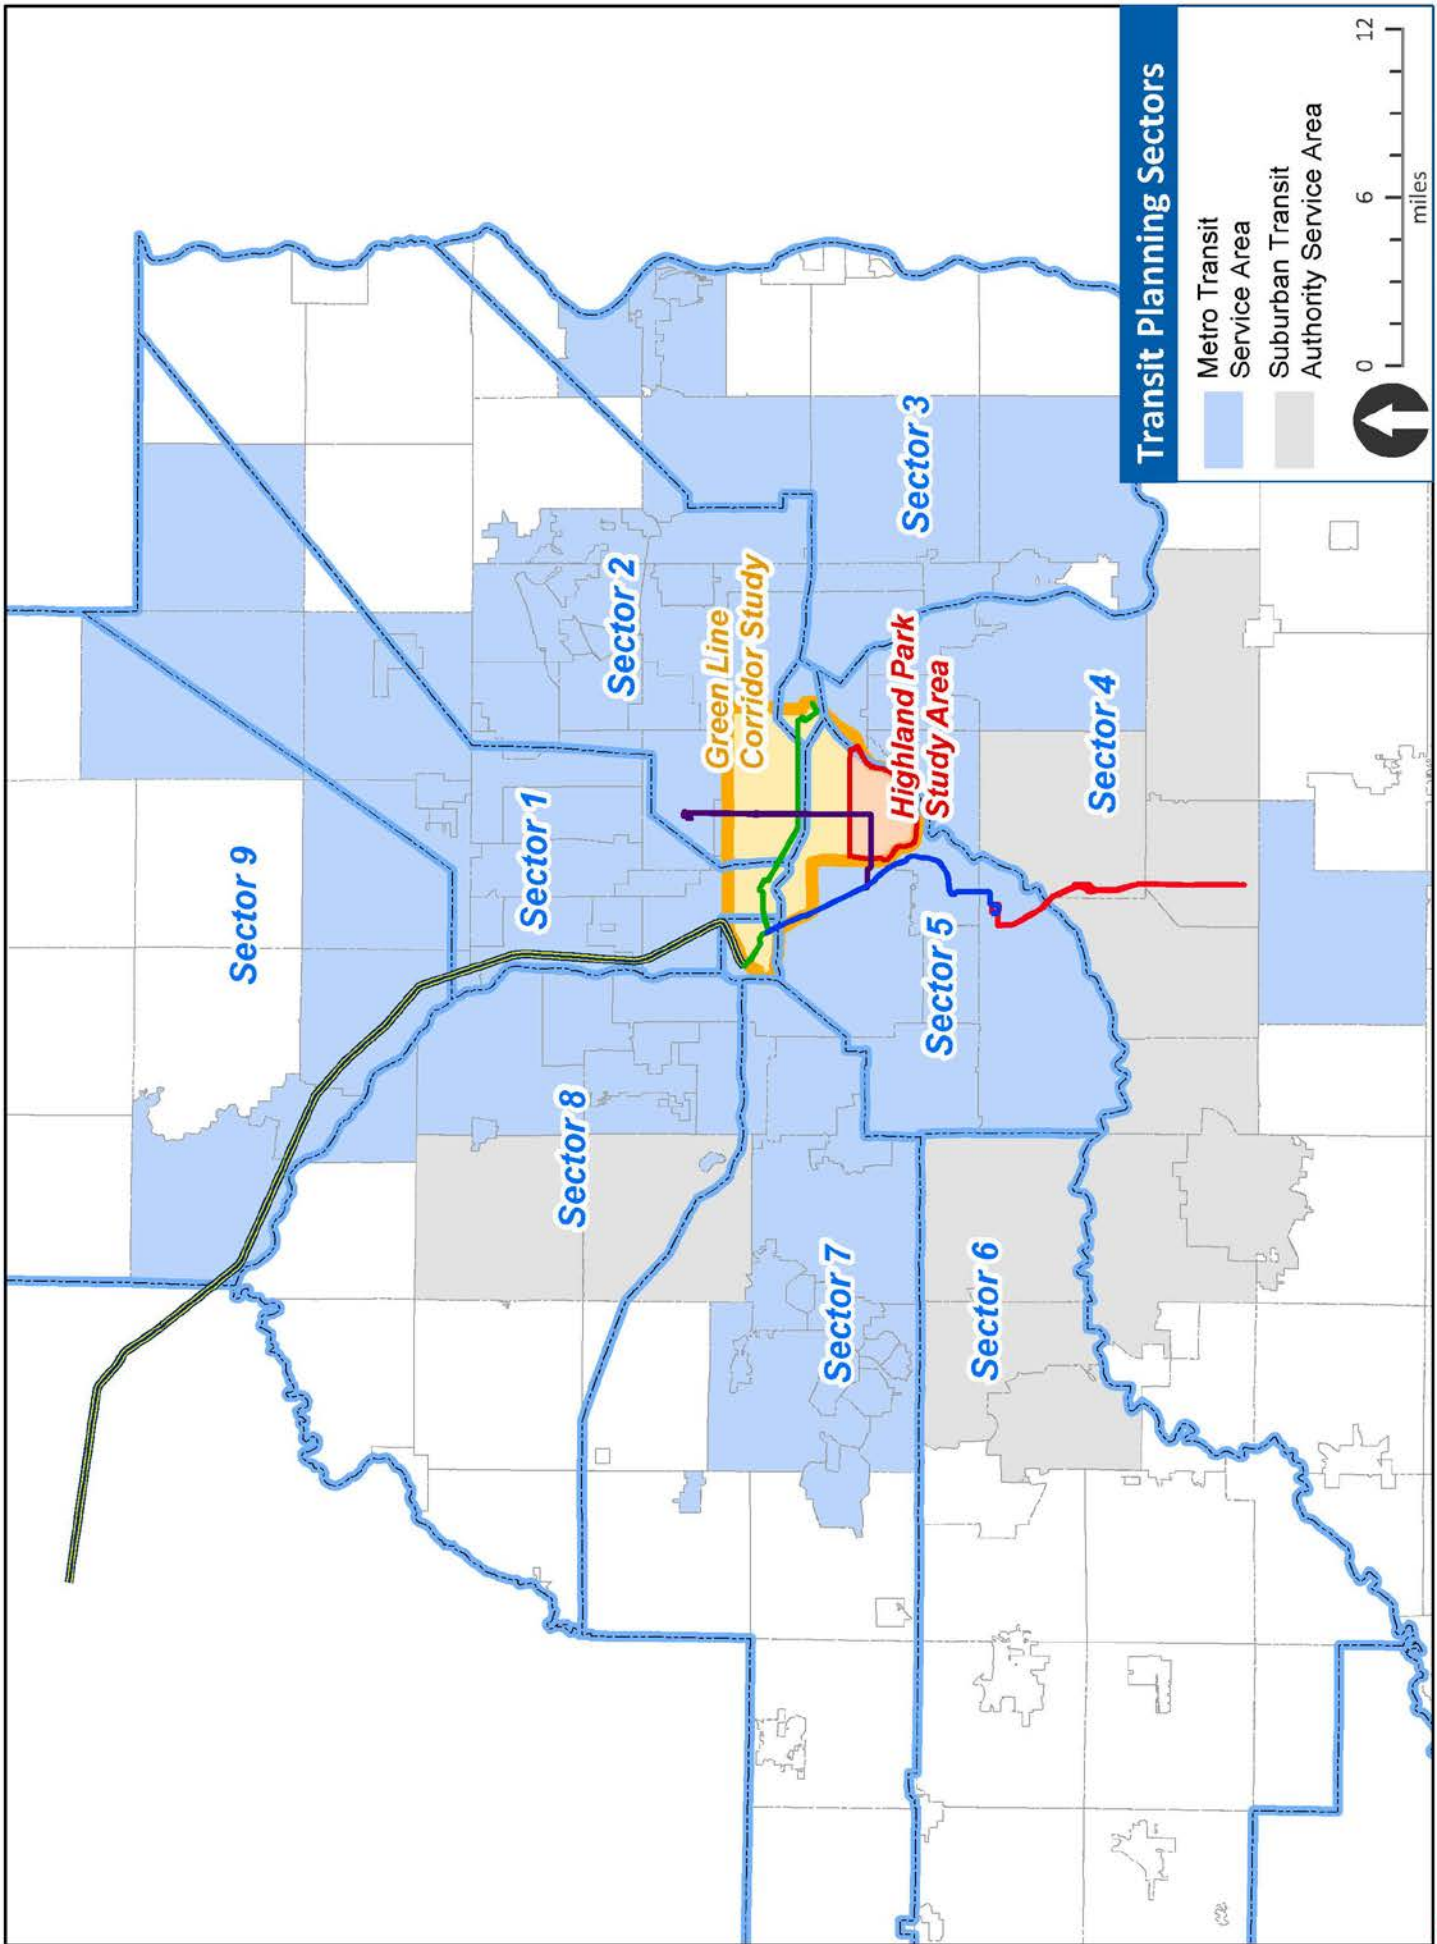 Sector 9
Sector 1
Sector 2
Sector 8
Green Line
Corridor Study
Sector 7
Highland Park
Study Area
Sector 3
Sector 5
Sector 6
Sector 4
Transit Planning Sectors
Metro Transit
Service Area
Suburban Transit
Authority Service Area
0 6 12
miles